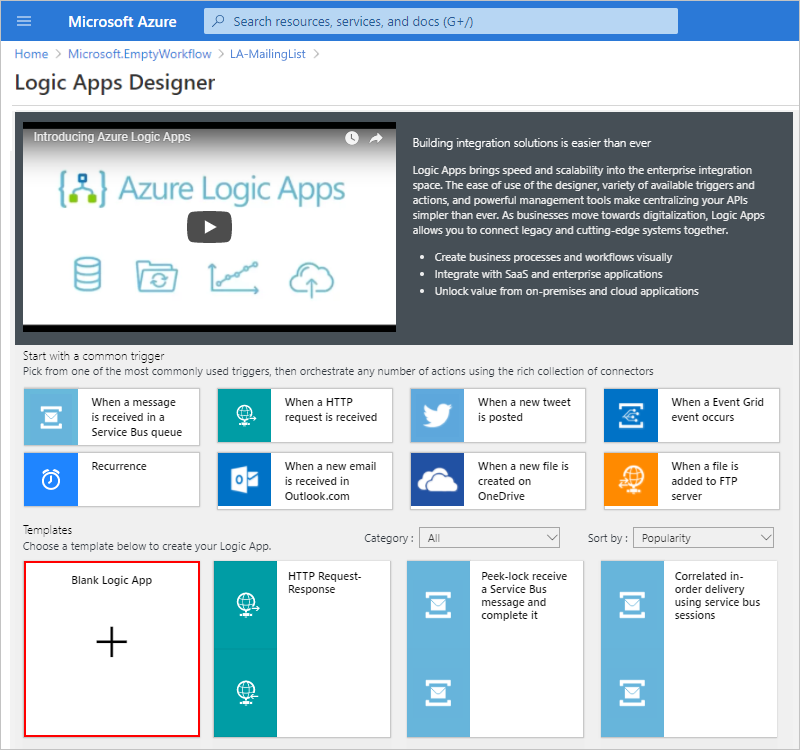 Microsoft Azure
Search resources, services, and docs (G+/)
Home > Microsoft.EmptyWorkflow > LA-MailingList >
Logic Apps Designer
Introducing Azure Logic Apps
Azure Logic Apps
Building integration solutions is easier than ever
Logic Apps brings speed and scalability into the enterprise integration
space. The ease of use of the designer, variety of available triggers and
actions, and powerful management tools make centralizing your APIs
simpler than ever. As businesses move towards digitalization, Logic Apps
allows you to connect legacy and cutting-edge systems together.
• Create business processes and workflows visually
• Integrate with SaaS and enterprise applications
• Unlock value from on-premises and cloud applications
Start with a common trigger
Pick from one of the most commonly used triggers, then orchestrate any number of actions using the rich collection of connectors
When a message
is received in a
Service Bus queue
When a HTTP
request is received
When a new tweet
is posted
When a Event Grid
event occurs
Recurrence
When a new email
is received in
Outlook.com
When a new file is
created on
OneDrive
When a file is
added to FTP
server
Templates
Choose a template below to create your Logic App.
Category : All
Sort by : Popularity
Blank Logic App
HTTP Request-
Response
Peek-lock receive
a Service Bus
message and
complete it
Correlated in-
order delivery
using service bus
sessions